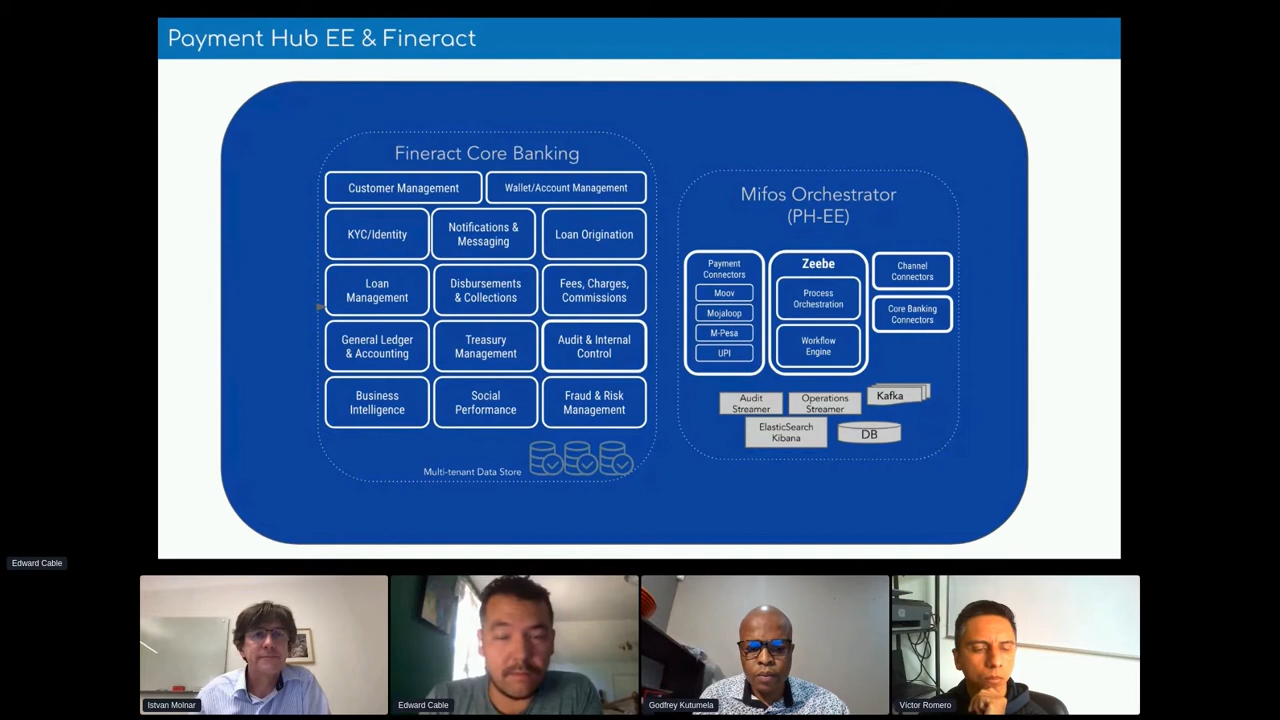 Payment Hub EE & Fineract
Fineract Core Banking
Customer Management
Wallet/Account Management
KYC/Identity
Notifications &
Messaging
Loan Origination
Loan
Management
Disbursements
& Collections
Fees, Charges,
Commissions
General Ledger
& Accounting
Treasury
Management
Audit & Internal
Control
Business
Intelligence
Social
Performance
Fraud & Risk
Management
Multi-tenant Data Store
Mifos Orchestrator
(PH-EE)
Payment
Connectors
Moov
Mojaloop
M-Pesa
UPI
Zeebe
Process
Orchestration
Workflow
Engine
Channel
Connectors
Core Banking
Connectors
Audit
Streamer
Operations
Streamer
Kafka
ElasticSearch
Kibana
DB
Edward Cable
Istvan Molnar
Edward Cable
Godfrey Kutumela
Víctor Romero